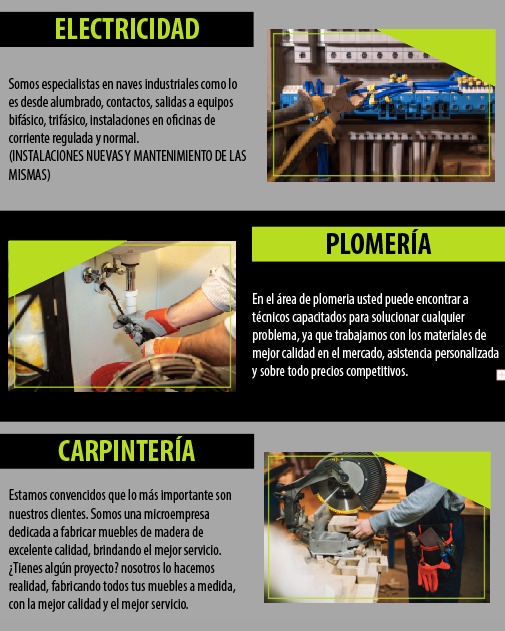 ELECTRICIDAD
Somos especialistas en naves industriales como lo
es desde alumbrado, contactos, salidas a equipos
bifásico, trifásico, instalaciones en oficinas de
corriente regulada y normal.
(INSTALACIONES NUEVAS Y MANTENIMIENTO DE LAS
MISMAS)
PLOMERÍA
En el área de plomeria usted puede encontrar a
técnicos capacitados para solucionar cualquier
problema, ya que trabajamos con los materiales de
mejor calidad en el mercado, asistencia personalizada
y sobre todo precios competitivos.
CARPINTERÍA
Estamos convencidos que lo más importante son
nuestros clientes. Somos una microempresa
dedicada a fabricar muebles de madera de
excelente calidad, brindando el mejor servicio.
¿Tienes algún proyecto? nosotros lo hacemos
realidad, fabricando todos tus muebles a medida,
con la mejor calidad y el mejor servicio.